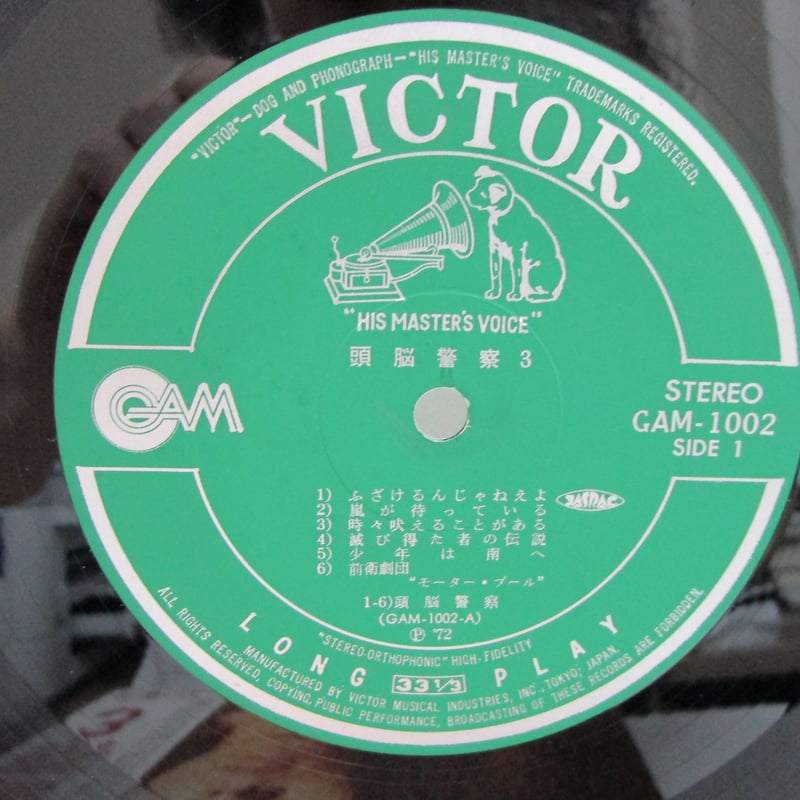 "VICTOR"—DOG AND PHONOGRAPH—"HIS MASTER'S VOICE" TRADEMARKS REGISTERED.
VICTOR
"HIS MASTER'S VOICE"
頭脳警察3
GAM
STEREO
GAM-1002
SIDE 1
1) ふざけるんじゃねえよ
2) 嵐が待っている
3) 時々吠えることがある
4) 滅び得た者の伝説
5) 少年は南へ
6) 前衛劇団
"モーター・プール"
JASRAC
1-6)頭脳警察
(GAM-1002-A)
Ⓟ '72
"STEREO-ORTHOPHONIC" HIGH-FIDELITY
LONG 33 1/3 PLAY
MANUFACTURED BY VICTOR MUSICAL INDUSTRIES, INC., TOKYO, JAPAN.
ALL RIGHTS RESERVED. COPYING, PUBLIC PERFORMANCE, BROADCASTING OF THESE RECORDS ARE FORBIDDEN.